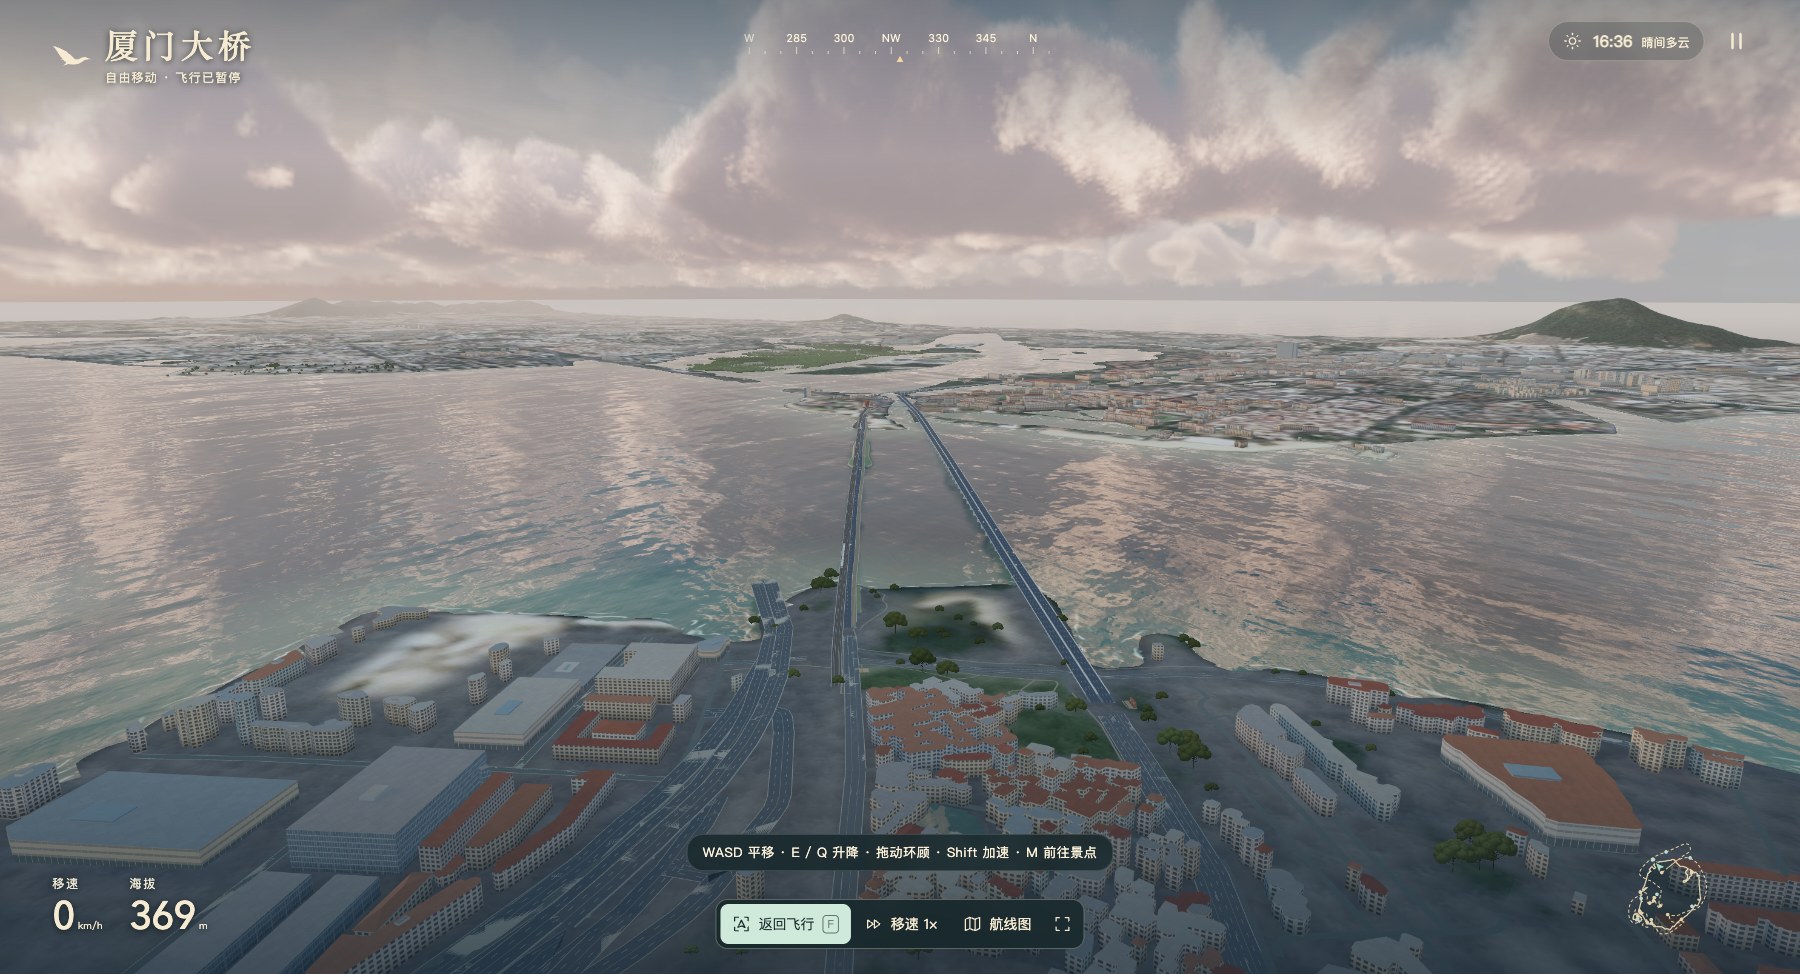 厦门大桥
自由移动 · 飞行已暂停
W 285 300 NW 330 345 N
16:36 晴间多云
WASD 平移 · E / Q 升降 · 拖动环顾 · Shift 加速 · M 前往景点
移速 海拔
0 km/h 369 m
A 返回飞行 F 移速 1x 航线图